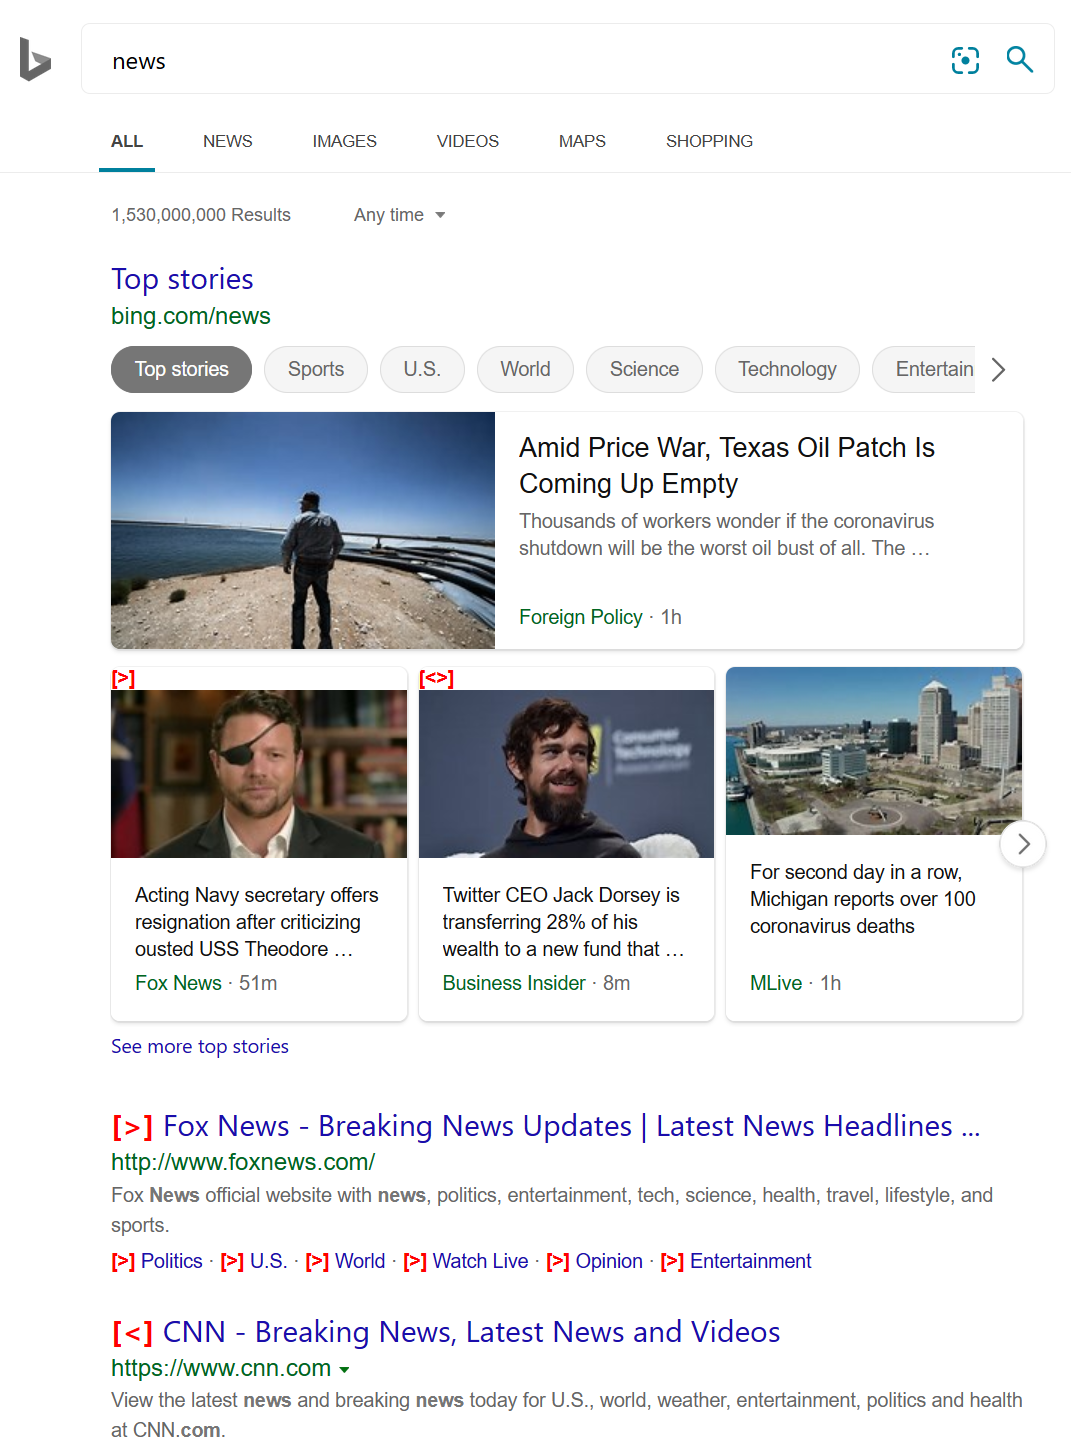 news
ALL NEWS IMAGES VIDEOS MAPS SHOPPING
1,530,000,000 Results Any time
Top stories
bing.com/news
Top stories Sports U.S. World Science Technology Entertain
Amid Price War, Texas Oil Patch Is
Coming Up Empty
Thousands of workers wonder if the coronavirus
shutdown will be the worst oil bust of all. The …
Foreign Policy · 1h
[>]
Acting Navy secretary offers
resignation after criticizing
ousted USS Theodore …
Fox News · 51m
[<>]
Consumer
Technology
Association
Twitter CEO Jack Dorsey is
transferring 28% of his
wealth to a new fund that …
Business Insider · 8m
For second day in a row,
Michigan reports over 100
coronavirus deaths
MLive · 1h
See more top stories
[>] Fox News - Breaking News Updates | Latest News Headlines ...
http://www.foxnews.com/
Fox News official website with news, politics, entertainment, tech, science, health, travel, lifestyle, and
sports.
[>] Politics · [>] U.S. · [>] World · [>] Watch Live · [>] Opinion · [>] Entertainment
[<] CNN - Breaking News, Latest News and Videos
https://www.cnn.com
View the latest news and breaking news today for U.S., world, weather, entertainment, politics and health
at CNN.com.